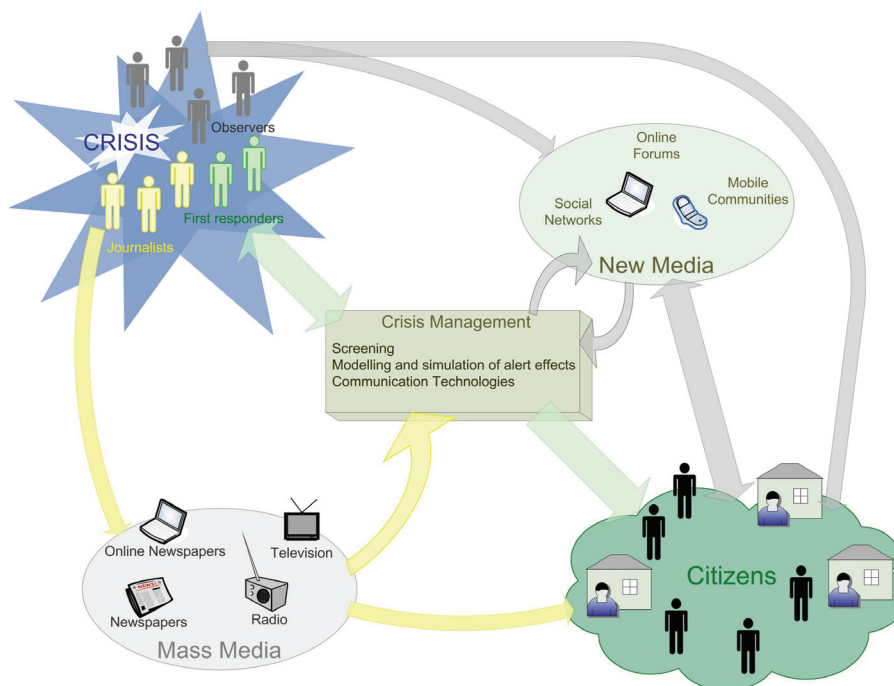 Observers
CRISIS
First responders
Journalists
Online
Forums
Social
Networks
Mobile
Communities
New Media
Crisis Management
Screening
Modelling and simulation of alert effects
Communication Technologies
Online Newspapers
Television
NEWS!
Newspapers
Radio
Mass Media
Citizens